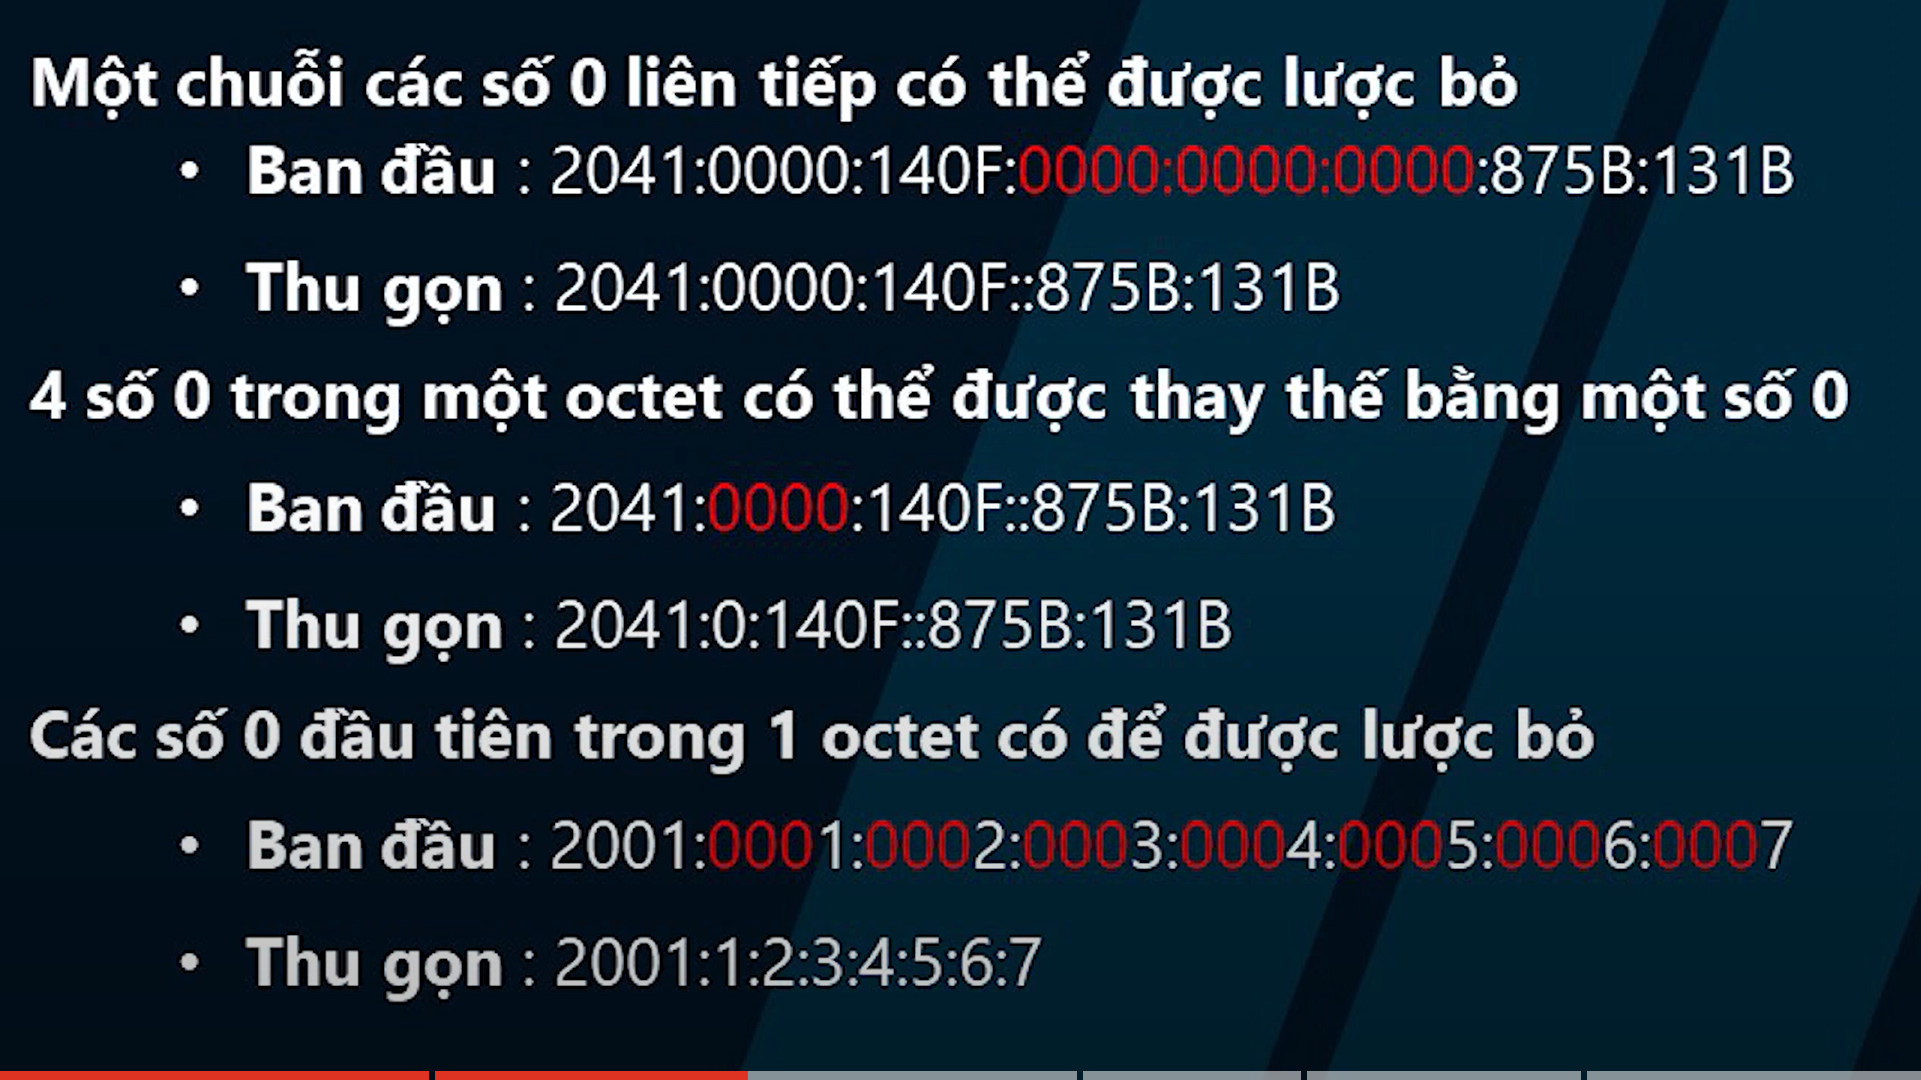 Một chuỗi các số 0 liên tiếp có thể được lược bỏ
• Ban đầu : 2041:0000:140F:0000:0000:0000:875B:131B
• Thu gọn : 2041:0000:140F::875B:131B
4 số 0 trong một octet có thể được thay thế bằng một số 0
• Ban đầu : 2041:0000:140F::875B:131B
• Thu gọn : 2041:0:140F::875B:131B
Các số 0 đầu tiên trong 1 octet có để được lược bỏ
• Ban đầu : 2001:0001:0002:0003:0004:0005:0006:0007
• Thu gọn : 2001:1:2:3:4:5:6:7